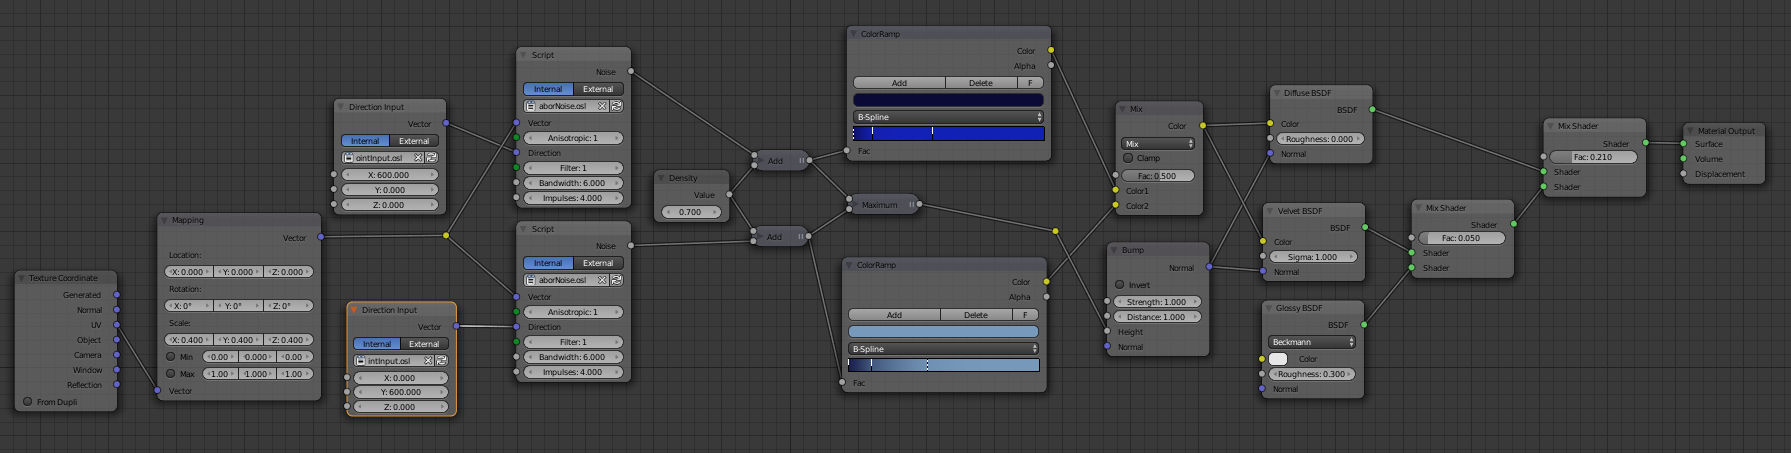 Texture Coordinate
Generated
Normal
UV
Object
Camera
Window
Reflection
From Dupli
Mapping
Vector
Location:
X: 0.000 Y: 0.000 Z: 0.000
Rotation:
X: 0° Y: 0° Z: 0°
Scale:
X: 0.400 Y: 0.400 Z: 0.400
Min 0.00 0.000 0.00
Max 1.00 1.000 1.00
Vector
Direction Input
Vector
Internal External
ointInput.osl
X: 600.000
Y: 0.000
Z: 0.000
Direction Input
Vector
Internal External
intInput.osl
X: 0.000
Y: 600.000
Z: 0.000
Script
Noise
Internal External
aborNoise.osl
Vector
Anisotropic: 1
Direction
Filter: 1
Bandwidth: 6.000
Impulses: 4.000
Script
Noise
Internal External
aborNoise.osl
Vector
Anisotropic: 1
Direction
Filter: 1
Bandwidth: 6.000
Impulses: 4.000
Density
Value
0.700
Add
Add
Maximum
ColorRamp
Color
Alpha
Add Delete F
B-Spline
Fac
ColorRamp
Color
Alpha
Add Delete F
B-Spline
Fac
Mix
Color
Mix
Clamp
Fac: 0.500
Color1
Color2
Bump
Normal
Invert
Strength: 1.000
Distance: 1.000
Height
Normal
Diffuse BSDF
BSDF
Color
Roughness: 0.000
Normal
Velvet BSDF
BSDF
Color
Sigma: 1.000
Normal
Glossy BSDF
BSDF
Beckmann
Color
Roughness: 0.300
Normal
Mix Shader
Shader
Fac: 0.050
Shader
Shader
Mix Shader
Shader
Fac: 0.210
Shader
Shader
Material Output
Surface
Volume
Displacement